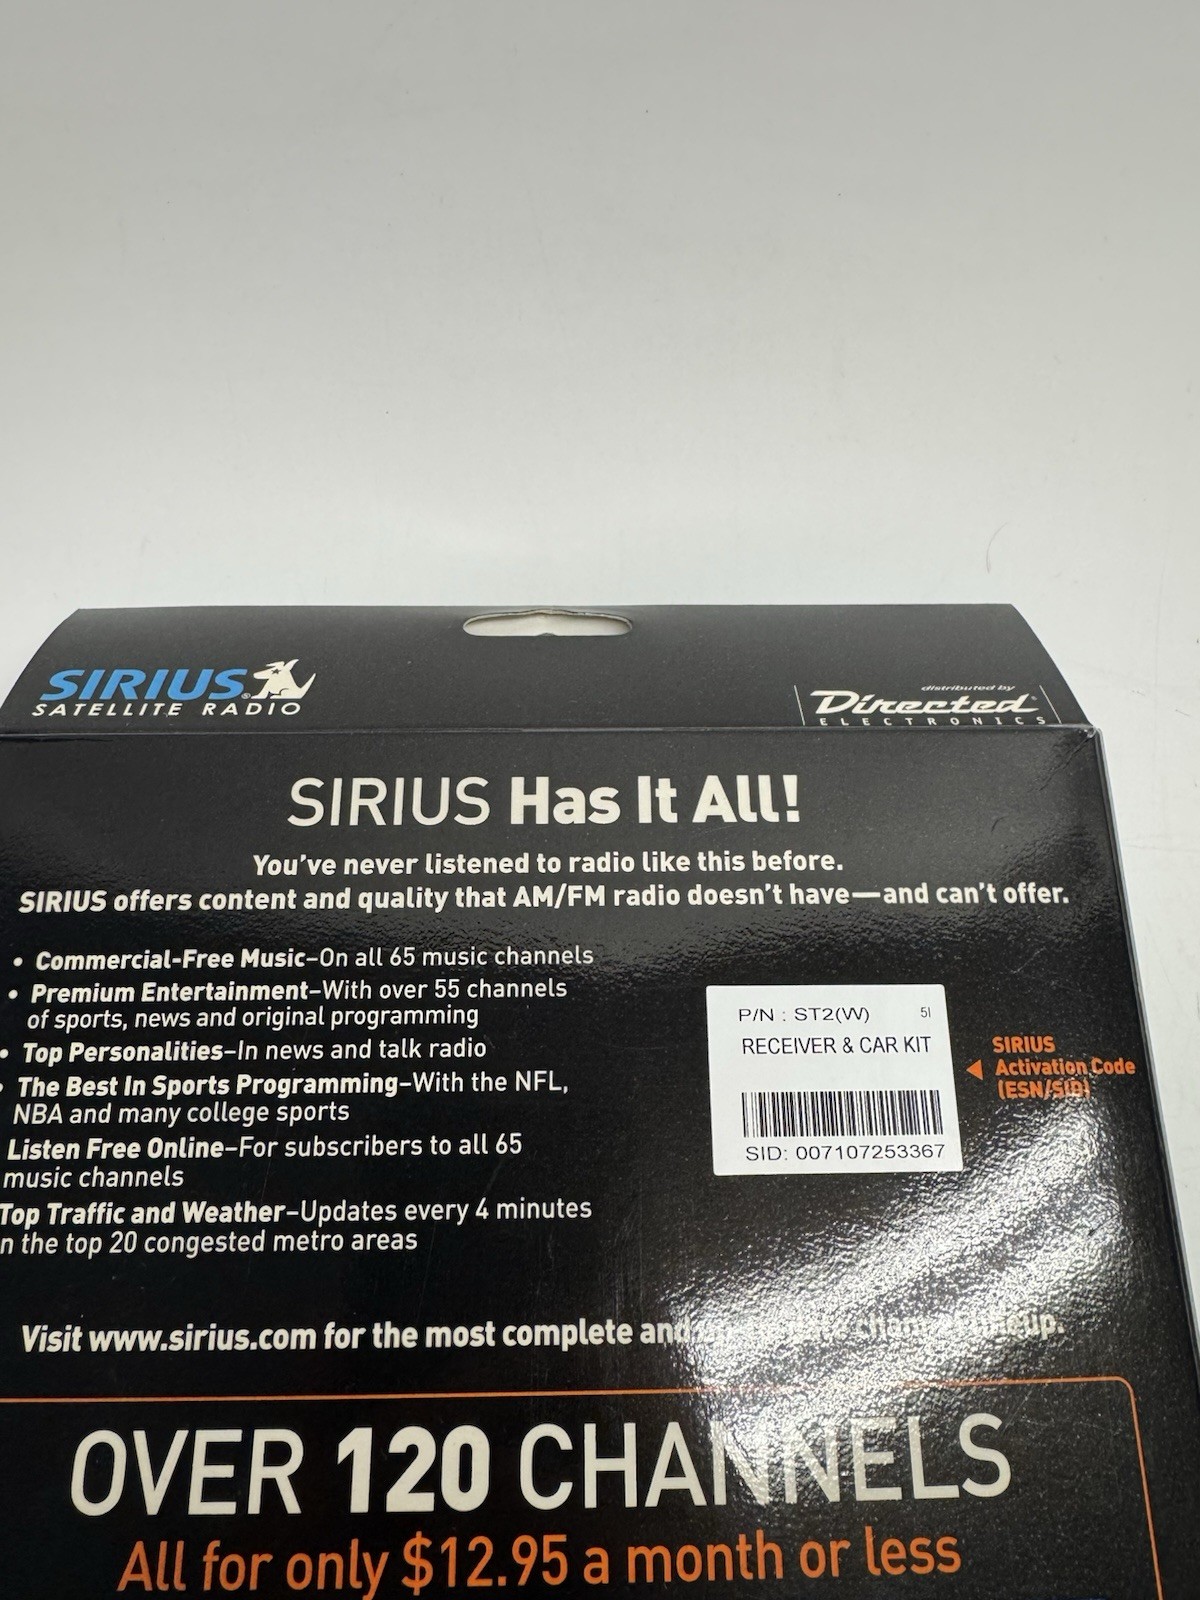 SIRIUS
SATELLITE RADIO
distributed by
Directed
ELECTRONICS
SIRIUS Has It All!
You've never listened to radio like this before.
SIRIUS offers content and quality that AM/FM radio doesn't have—and can't offer.
• Commercial-Free Music–On all 65 music channels
• Premium Entertainment–With over 55 channels
of sports, news and original programming
• Top Personalities–In news and talk radio
• The Best In Sports Programming–With the NFL,
NBA and many college sports
Listen Free Online–For subscribers to all 65
music channels
Top Traffic and Weather–Updates every 4 minutes
n the top 20 congested metro areas
P/N : ST2(W) 5I
RECEIVER & CAR KIT
SID: 007107253367
SIRIUS
Activation Code
(ESN/SID)
Visit www.sirius.com for the most complete and
OVER 120 CHANNELS
All for only $12.95 a month or less